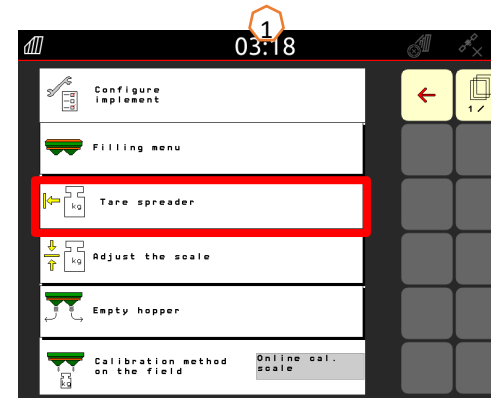 1
03:18
Configure
implement
1 /
Filling menu
kg
Tare spreader
kg
Adjust the scale
Empty hopper
Calibration method
on the field
Online cal.
scale
kg